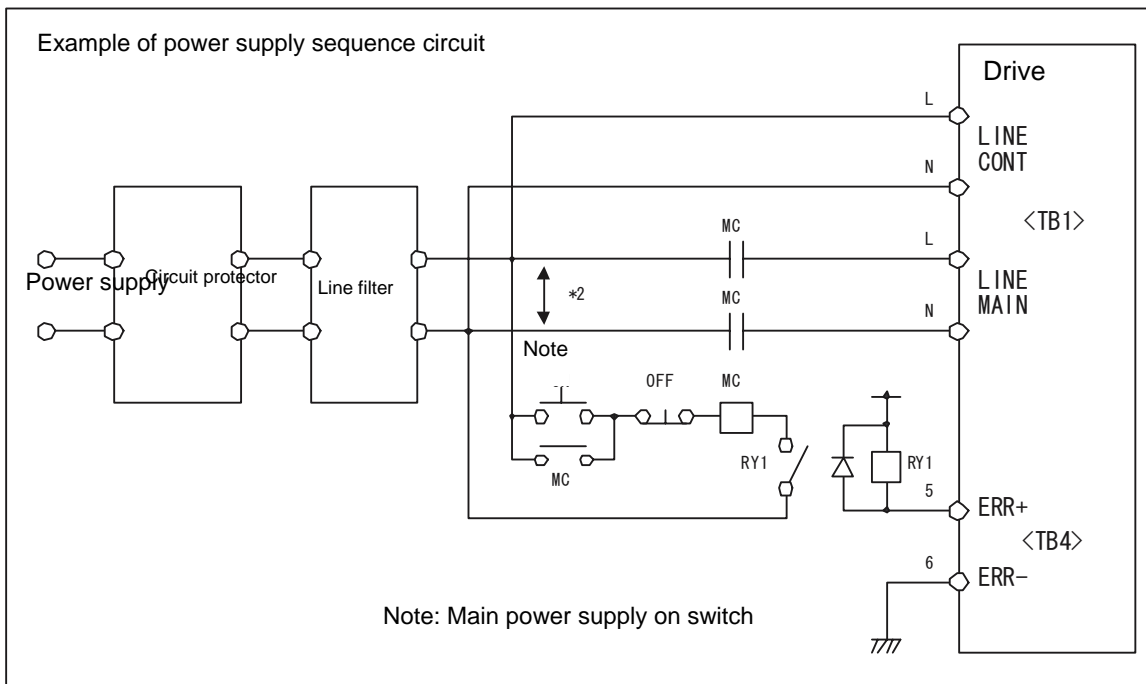 Example of power supply sequence circuit
Drive
L
LINE
CONT
N
<TB1>
MC
L
LINE
MAIN
Power supply
Circuit protector
Line filter
*2
MC
N
Note
OFF
MC
MC
RY1
RY1
5
ERR+
<TB4>
6
ERR-
Note: Main power supply on switch